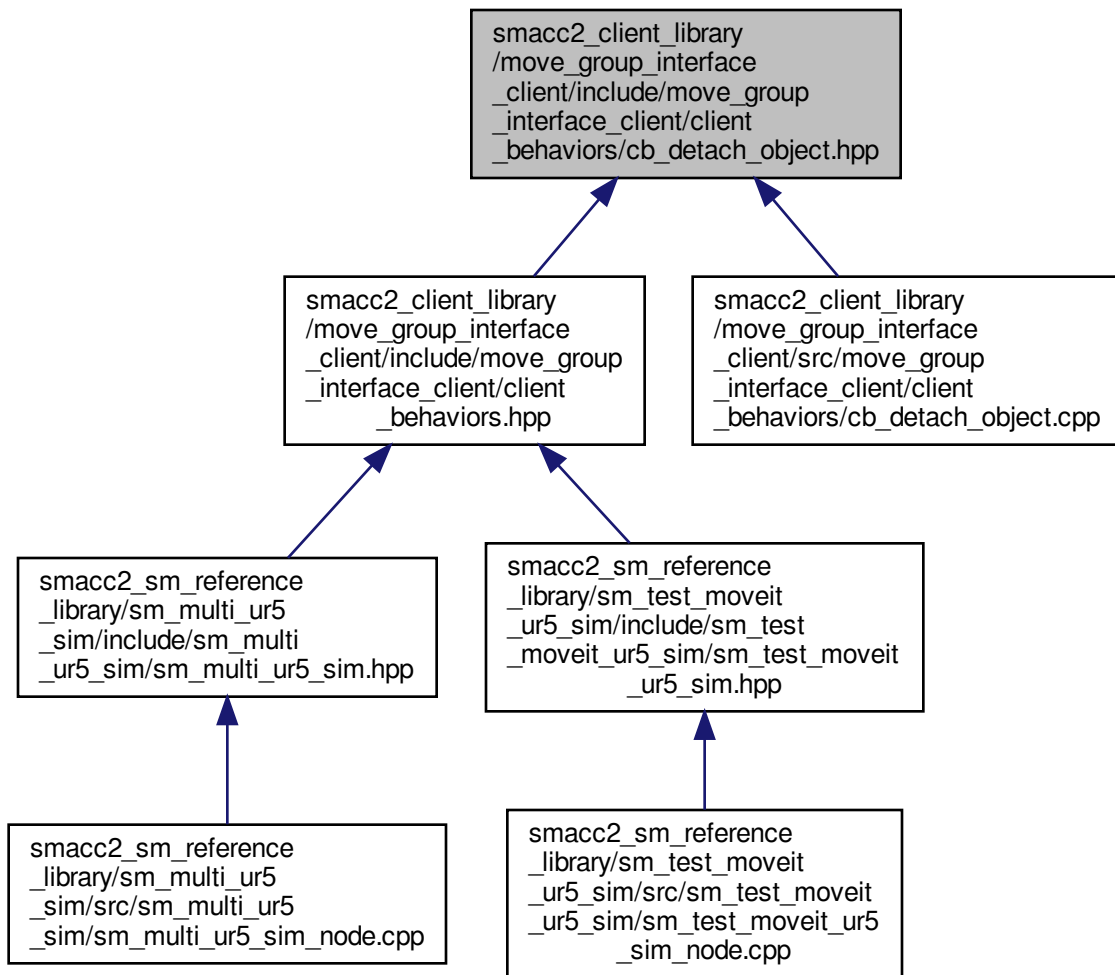 smacc2_client_library
/move_group_interface
_client/include/move_group
_interface_client/client
_behaviors/cb_detach_object.hpp
smacc2_client_library
/move_group_interface
_client/include/move_group
_interface_client/client
_behaviors.hpp
smacc2_client_library
/move_group_interface
_client/src/move_group
_interface_client/client
_behaviors/cb_detach_object.cpp
smacc2_sm_reference
_library/sm_multi_ur5
_sim/include/sm_multi
_ur5_sim/sm_multi_ur5_sim.hpp
smacc2_sm_reference
_library/sm_test_moveit
_ur5_sim/include/sm_test
_moveit_ur5_sim/sm_test_moveit
_ur5_sim.hpp
smacc2_sm_reference
_library/sm_multi_ur5
_sim/src/sm_multi_ur5
_sim/sm_multi_ur5_sim_node.cpp
smacc2_sm_reference
_library/sm_test_moveit
_ur5_sim/src/sm_test_moveit
_ur5_sim/sm_test_moveit_ur5
_sim_node.cpp